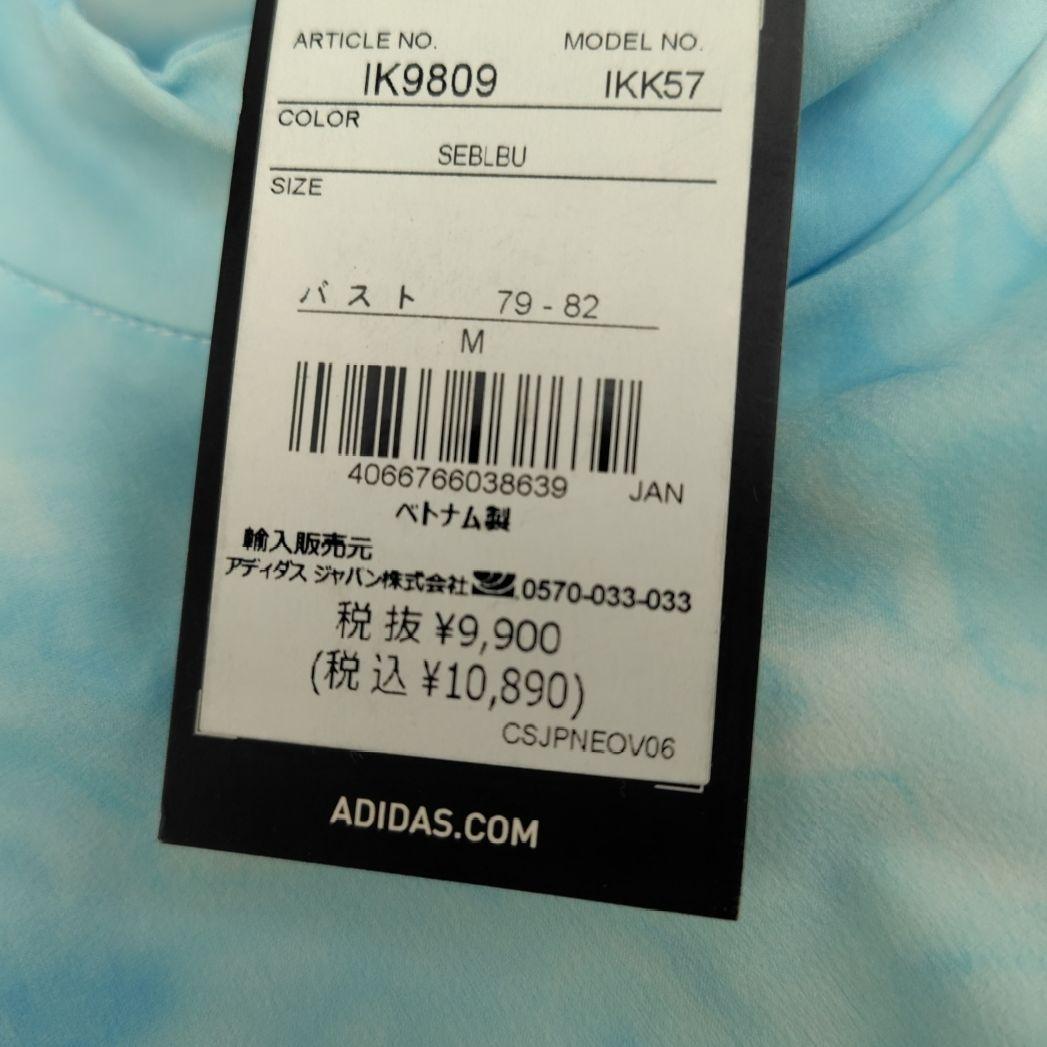 ARTICLE NO. MODEL NO.
IK9809 IKK57
COLOR
SEBLBU
SIZE
バスト 79 - 82
M
4066766038639 JAN
ベトナム製
輸入販売元
アディダス ジャパン株式会社 0570-033-033
税抜 ¥9,900
(税込 ¥10,890)
CSJPNEOV06
ADIDAS.COM